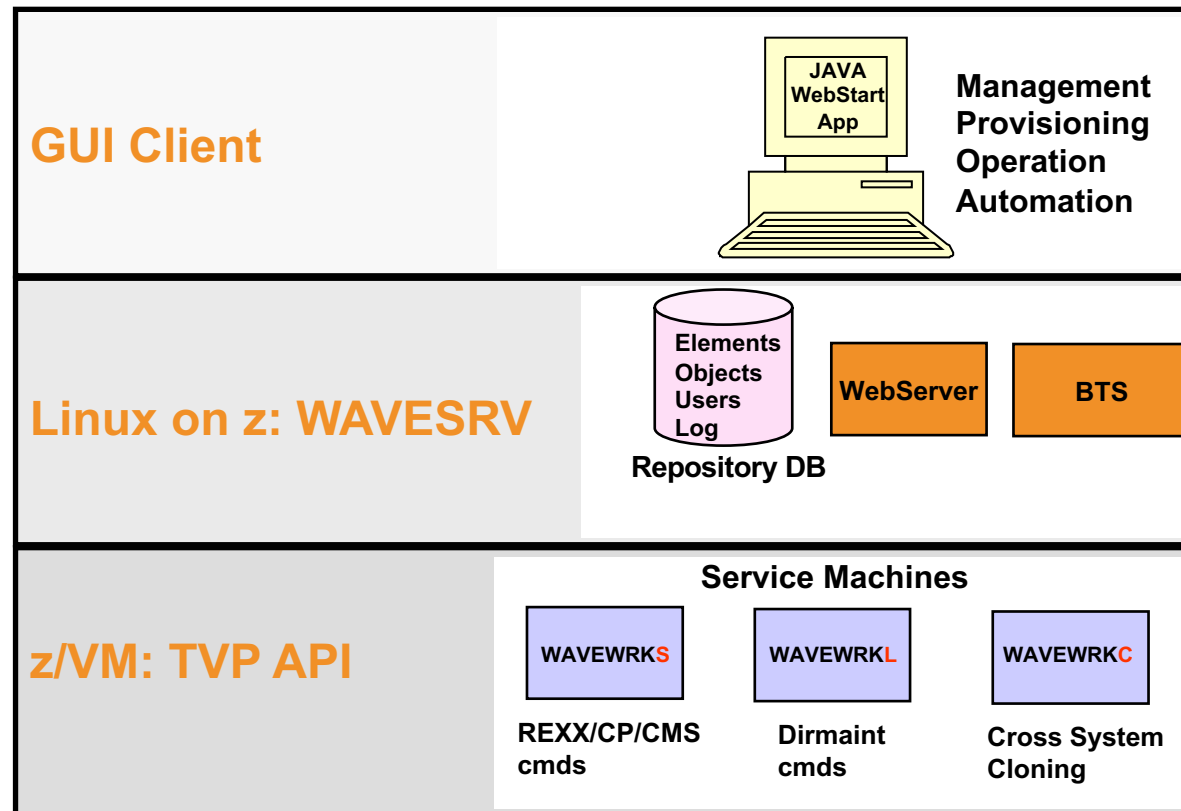 GUI Client
JAVA
WebStart
App
Management
Provisioning
Operation
Automation
Linux on z: WAVESRV
Elements
Objects
Users
Log
Repository DB
WebServer
BTS
z/VM: TVP API
Service Machines
WAVEWRKS
WAVEWRKL
WAVEWRKC
REXX/CP/CMS
cmds
Dirmaint
cmds
Cross System
Cloning